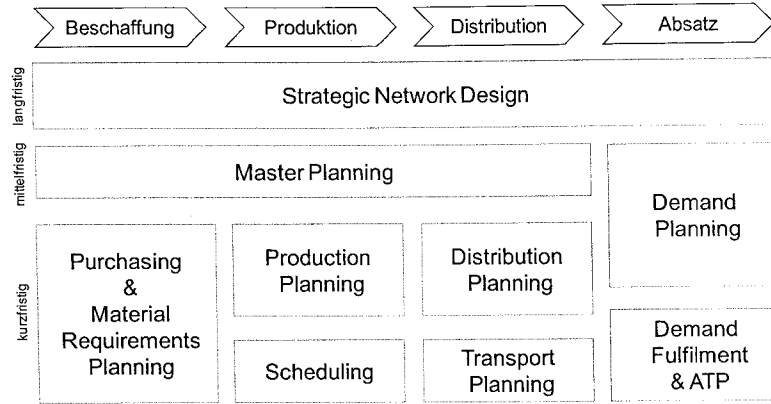 Beschaffung
Produktion
Distribution
Absatz
langfristig
Strategic Network Design
mittelfristig
Master Planning
Demand
Planning
kurzfristig
Purchasing
&
Material
Requirements
Planning
Production
Planning
Distribution
Planning
Scheduling
Transport
Planning
Demand
Fulfilment
& ATP